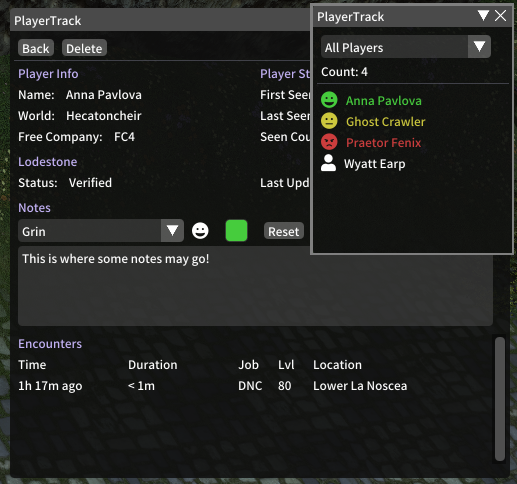 PlayerTrack
Back Delete
Player Info
Name: Anna Pavlova
World: Hecatoncheir
Free Company: FC4
Lodestone
Status: Verified
Player St
First Seen
Last Seen
Seen Cou
Last Upd
Notes
Grin Reset
This is where some notes may go!
Encounters
Time Duration Job Lvl Location
1h 17m ago < 1m DNC 80 Lower La Noscea
PlayerTrack
All Players
Count: 4
Anna Pavlova
Ghost Crawler
Praetor Fenix
Wyatt Earp